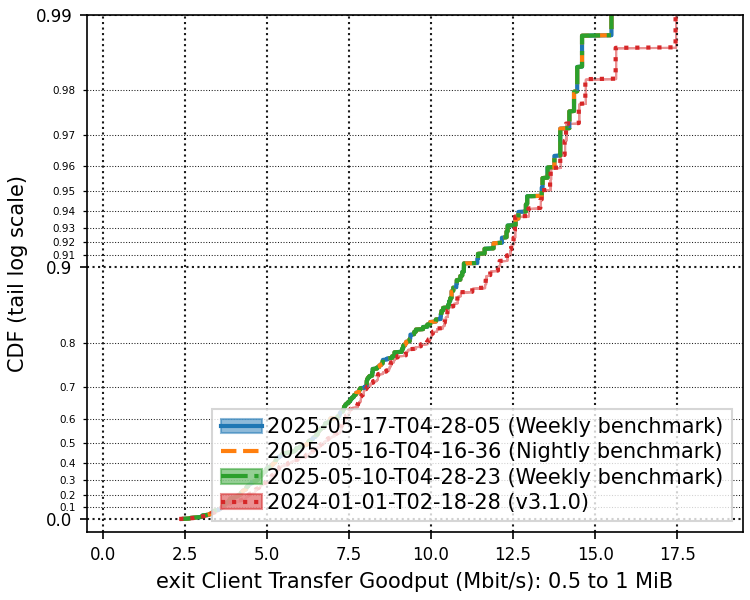 CDF (tail log scale)
0.99
0.98
0.97
0.96
0.95
0.94
0.93
0.92
0.91
0.9
0.8
0.7
0.6
0.5
0.4
0.3
0.2
0.1
0.0
2025-05-17-T04-28-05 (Weekly benchmark)
2025-05-16-T04-16-36 (Nightly benchmark)
2025-05-10-T04-28-23 (Weekly benchmark)
2024-01-01-T02-18-28 (v3.1.0)
0.0 2.5 5.0 7.5 10.0 12.5 15.0 17.5
exit Client Transfer Goodput (Mbit/s): 0.5 to 1 MiB